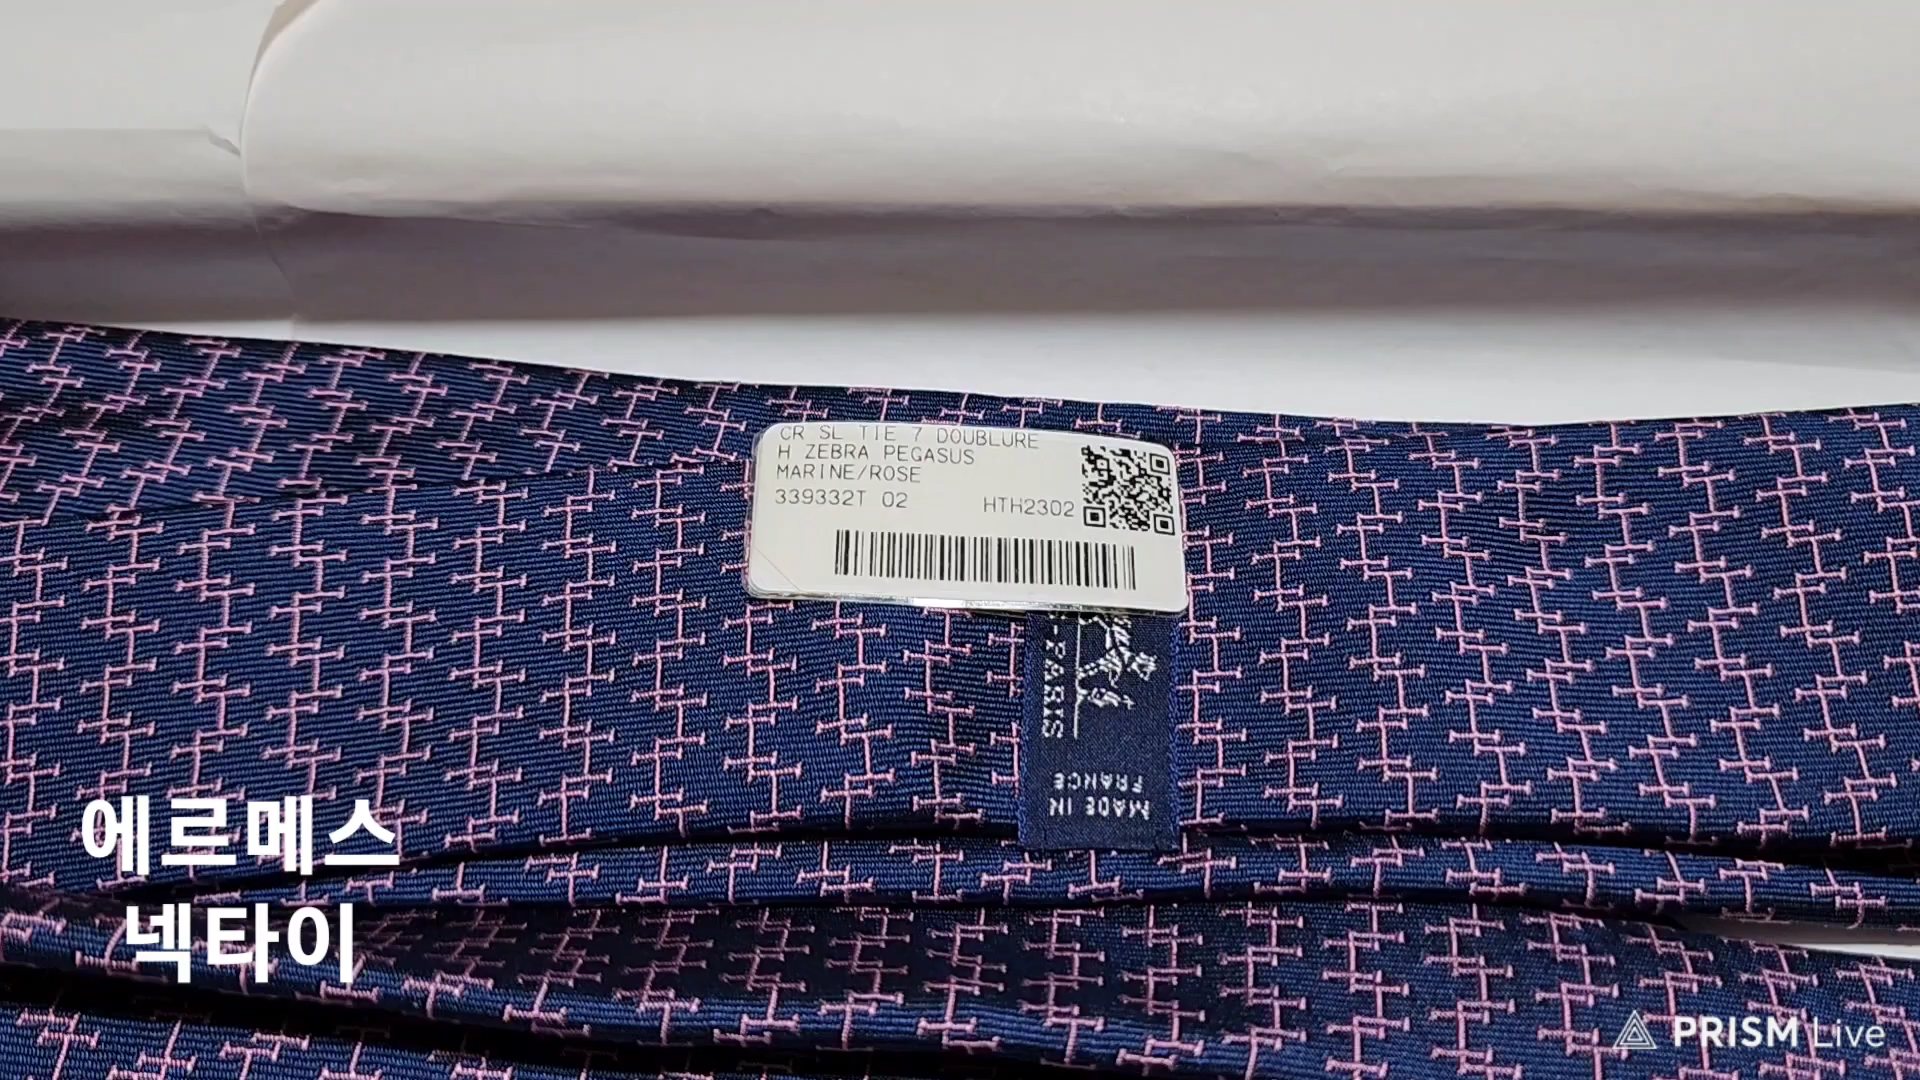 CR SL TIE 7 DOUBLURE
H ZEBRA PEGASUS
MARINE/ROSE
339332T 02 HTH2302
-PARIS
MADE IN
FRANCE
에르메스
넥타이
PRISM Live